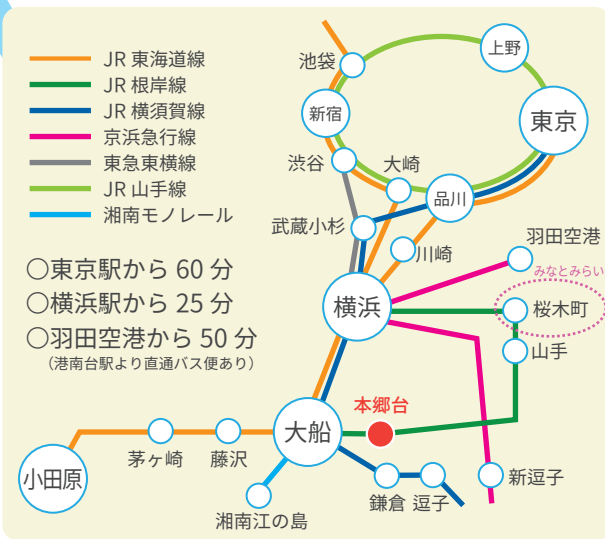 JR 東海道線
JR 根岸線
JR 横須賀線
京浜急行線
東急東横線
JR 山手線
湘南モノレール
○東京駅から 60 分
○横浜駅から 25 分
○羽田空港から 50 分
（港南台駅より直通バス便あり）
池袋
上野
新宿
東京
渋谷
大崎
品川
武蔵小杉
川崎
羽田空港
みなとみらい
横浜
桜木町
山手
本郷台
大船
茅ヶ崎
藤沢
小田原
湘南江の島
鎌倉
逗子
新逗子